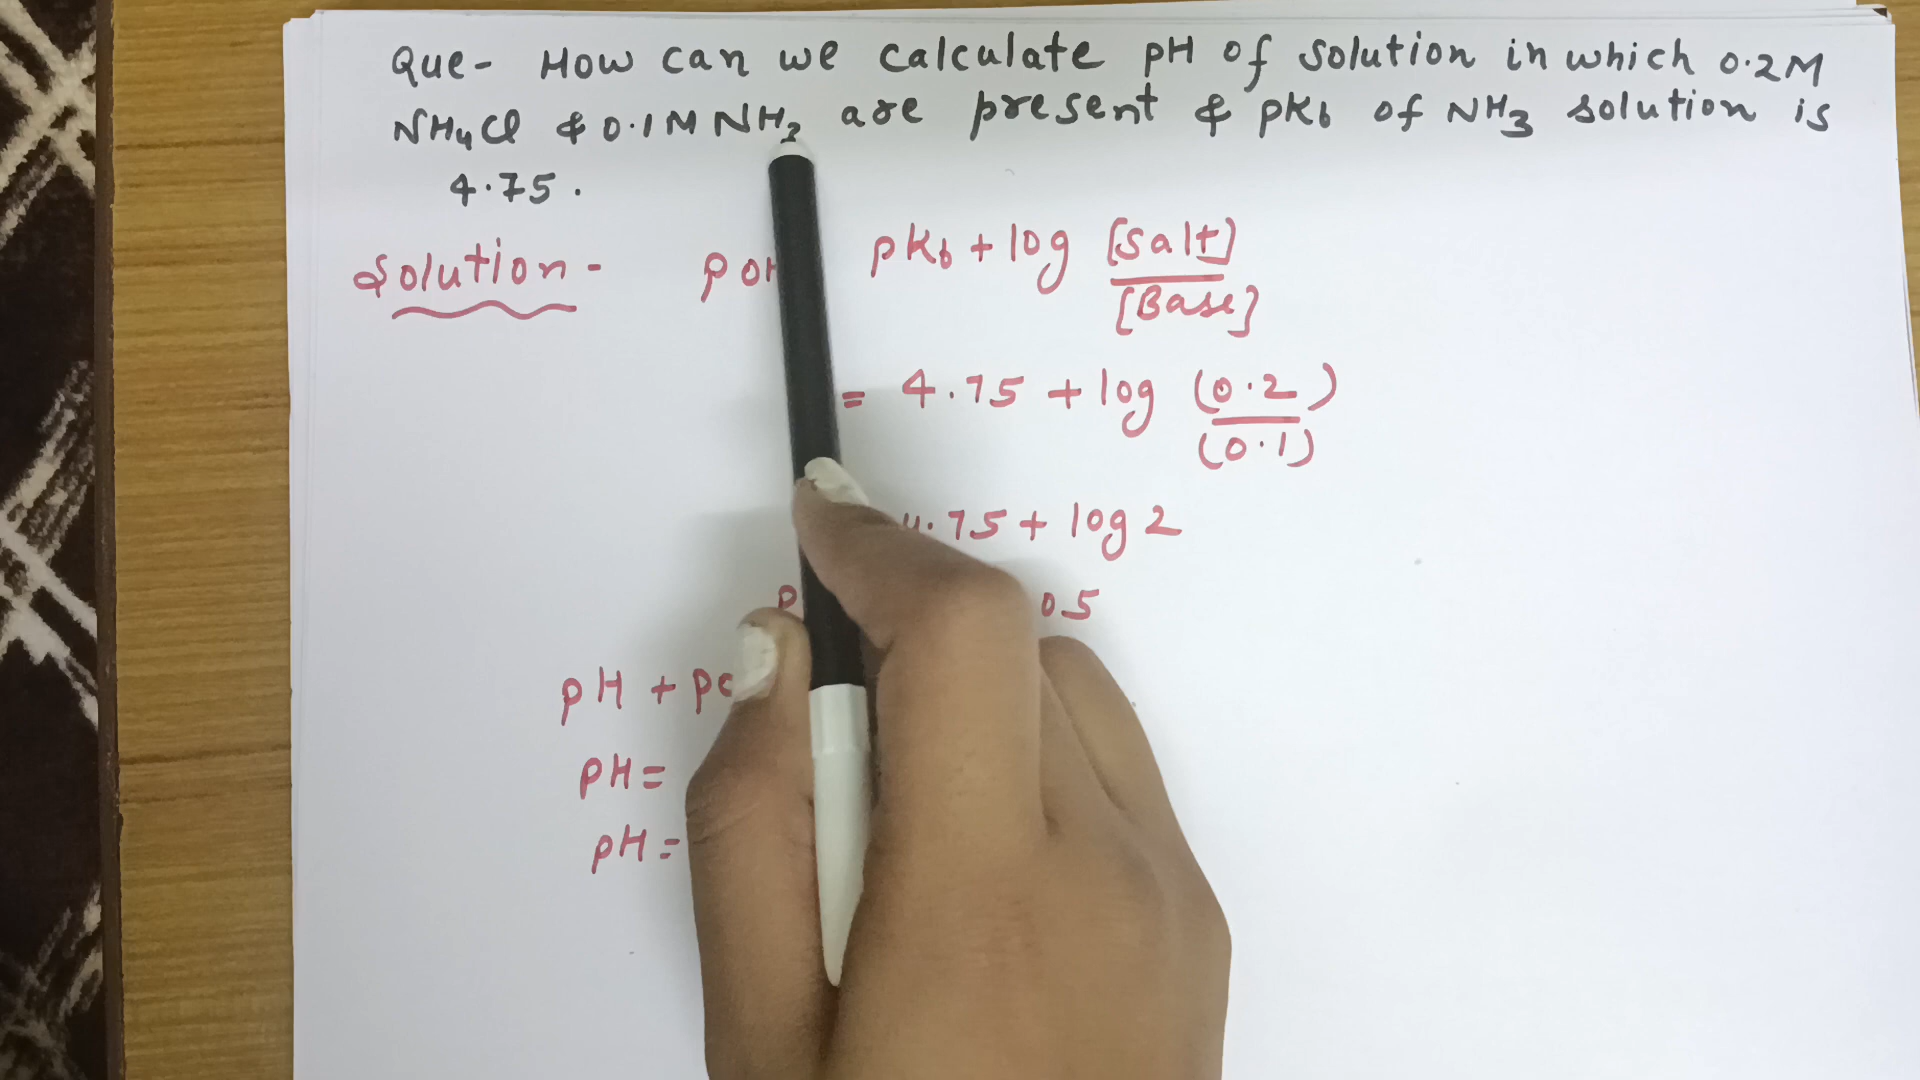 Que- How can we calculate pH of solution in which 0.2M
NH4Cl & 0.1M NH3 are present & pKb of NH3 solution is
4.75.
Solution- pOH pKb + log [Salt]
[Base]
= 4.75 + log (0.2)
(0.1)
4.75 + log 2
05
pH +
pH =
pH =